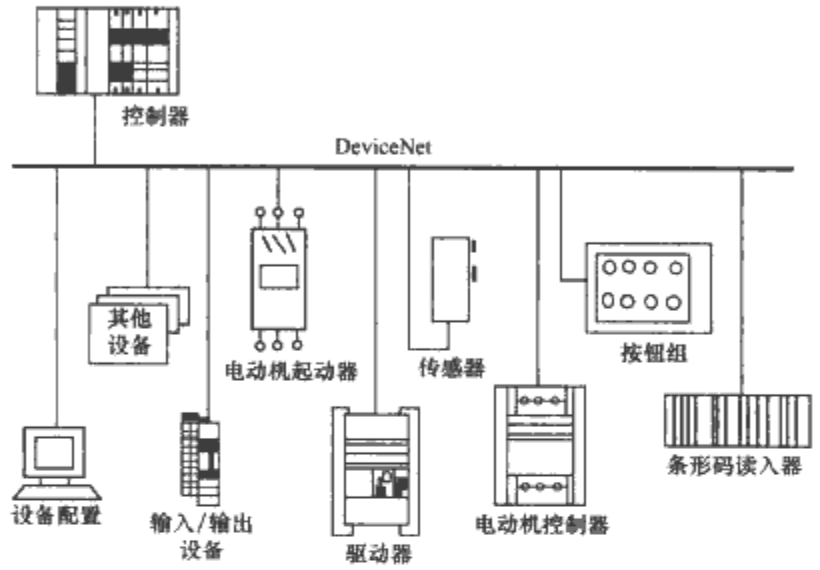 控制器
DeviceNet
其他
设备
电动机起动器
传感器
按钮组
设备配置
输入/输出
设备
驱动器
电动机控制器
条形码读入器